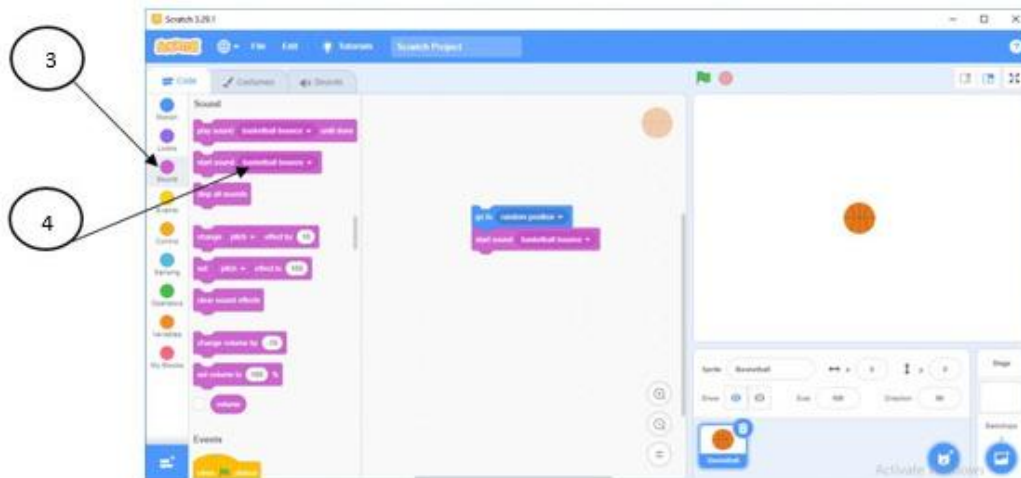 Scratch 3.29.1
SCRATCH
File
Edit
Tutorials
Scratch Project
Code
Costumes
Sounds
3
4
Motion
Looks
Sound
Events
Control
Sensing
Operators
Variables
My Blocks
Sound
play sound basketball bounce until done
start sound basketball bounce
stop all sounds
change pitch effect by 10
set pitch effect to 100
clear sound effects
change volume by -10
set volume to 100 %
volume
Events
when clicked
go to random position
start sound basketball bounce
Sprite
Basketball
x
0
y
0
Show
Size
100
Direction
90
Basketball
Stage
Backdrops